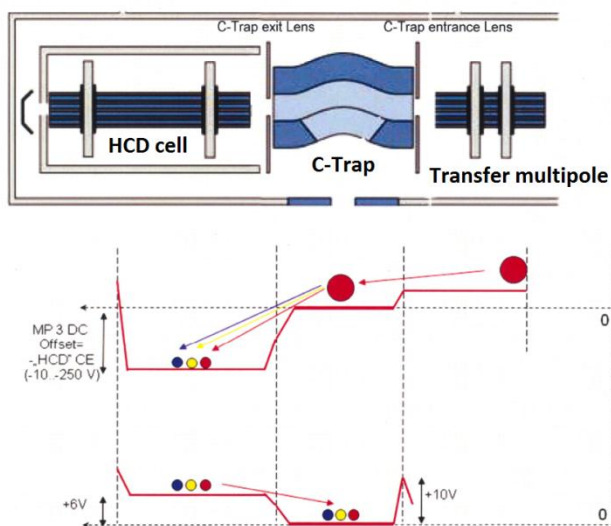 C-Trap exit Lens
C-Trap entrance Lens
HCD cell
C-Trap
Transfer multipole
0
MP 3 DC
Offset=
-„HCD" CE
(-10..-250 V)
+6V
+10V
0